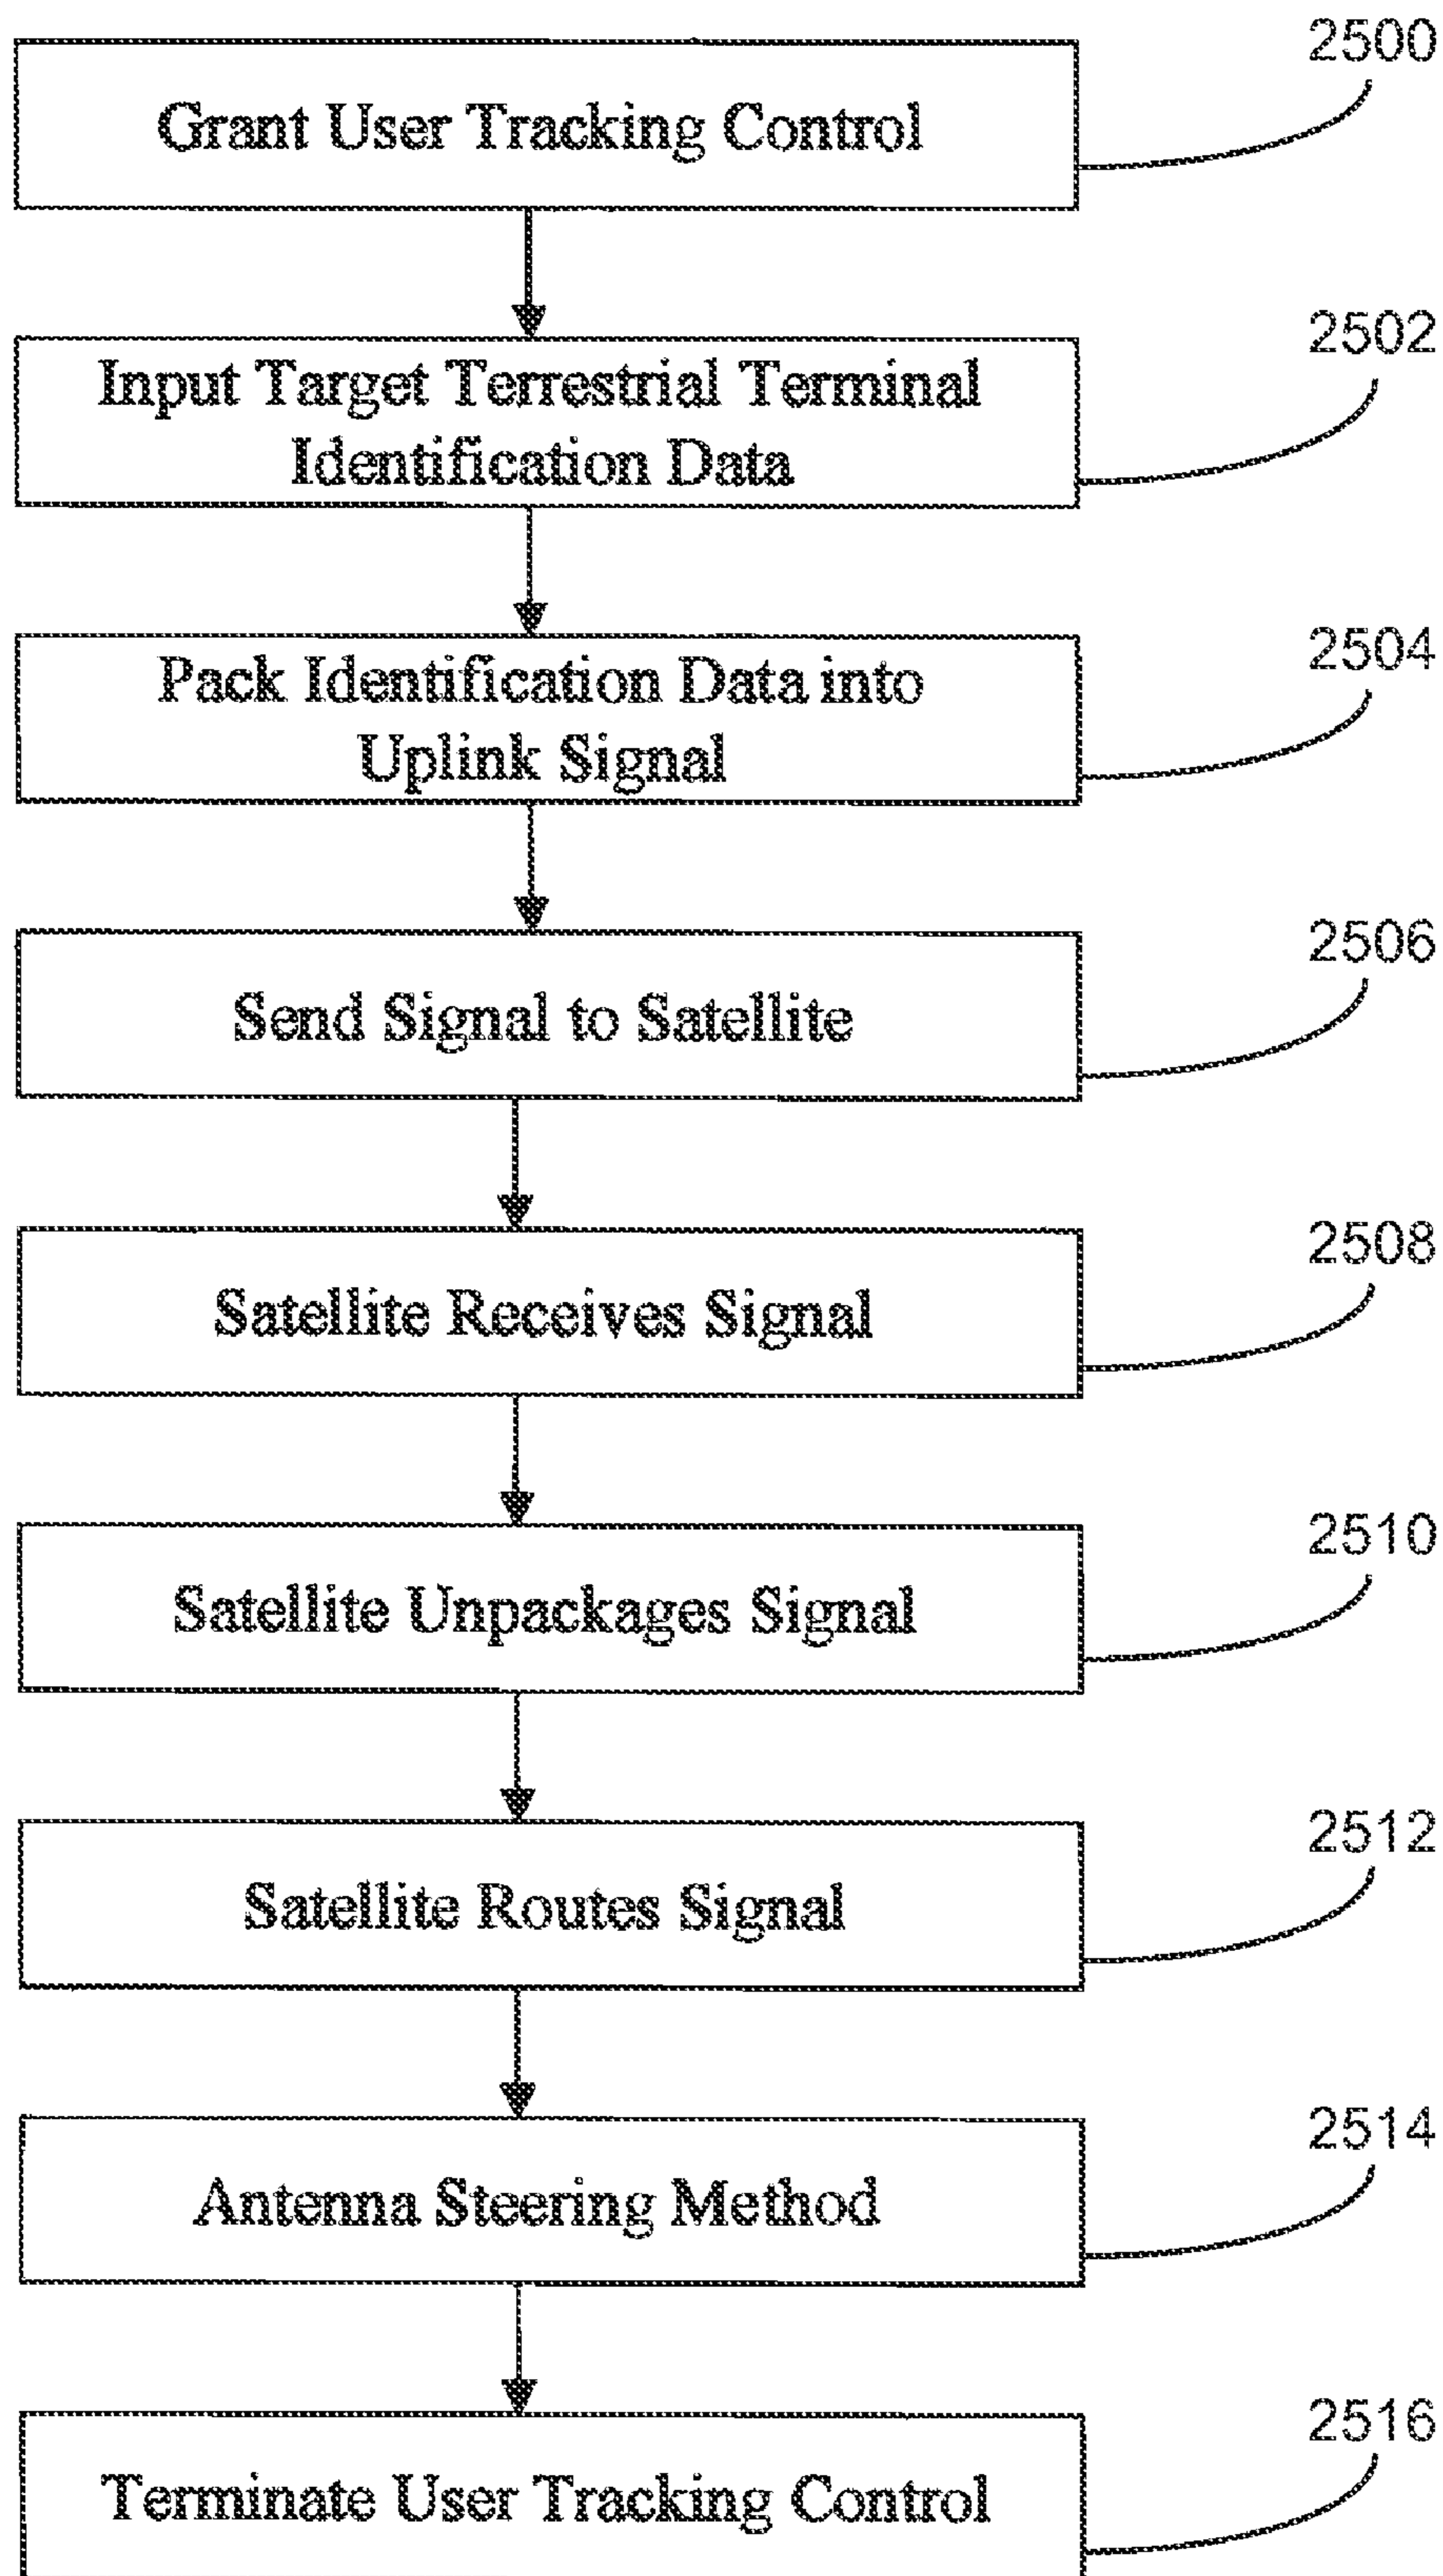 2500
Grant User Tracking Control
2502
Input Target Terrestrial Terminal
Identification Data
2504
Pack Identification Data into
Uplink Signal
2506
Send Signal to Satellite
2508
Satellite Receives Signal
2510
Satellite Unpackages Signal
2512
Satellite Routes Signal
2514
Antenna Steering Method
2516
Terminate User Tracking Control